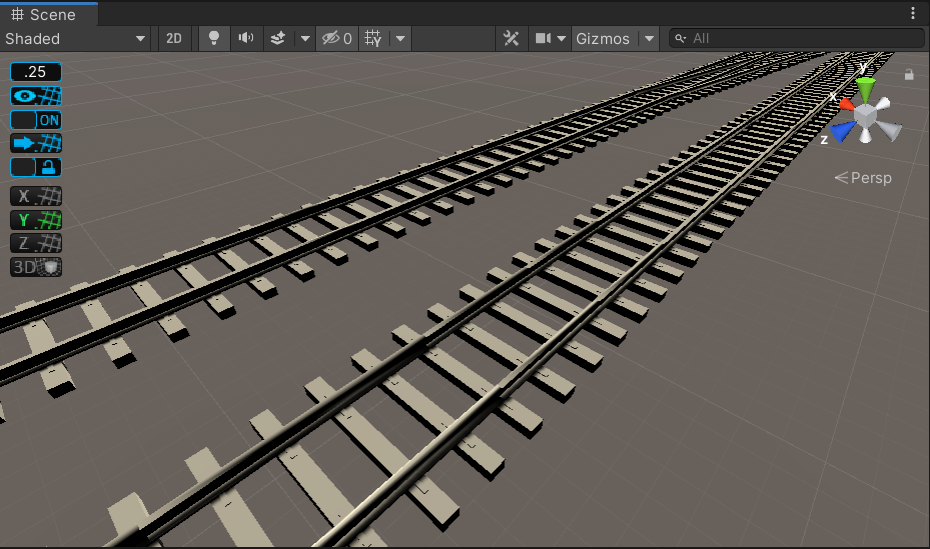 Scene
Shaded
2D
0
Gizmos
All
.25
ON
X
Y
Z
3D
y
x
z
Persp